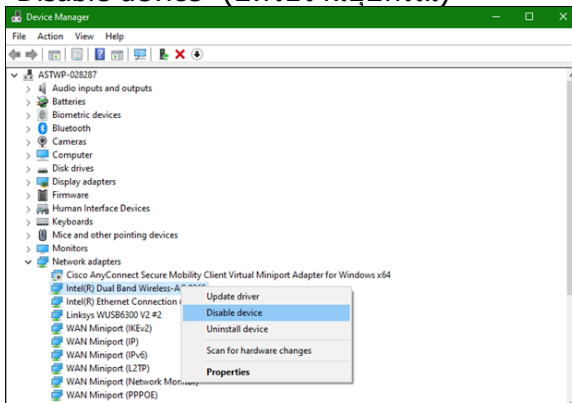 Device Manager
File Action View Help
ASTWP-028287
Audio inputs and outputs
Batteries
Biometric devices
Bluetooth
Cameras
Computer
Disk drives
Display adapters
Firmware
Human Interface Devices
Keyboards
Mice and other pointing devices
Monitors
Network adapters
Cisco AnyConnect Secure Mobility Client Virtual Miniport Adapter for Windows x64
Intel(R) Dual Band Wireless-AC
Intel(R) Ethernet Connection
Linksys WUSB6300 V2 #2
WAN Miniport (IKEv2)
WAN Miniport (IP)
WAN Miniport (IPv6)
WAN Miniport (L2TP)
WAN Miniport (Network Monitor)
WAN Miniport (PPPOE)
Update driver
Disable device
Uninstall device
Scan for hardware changes
Properties